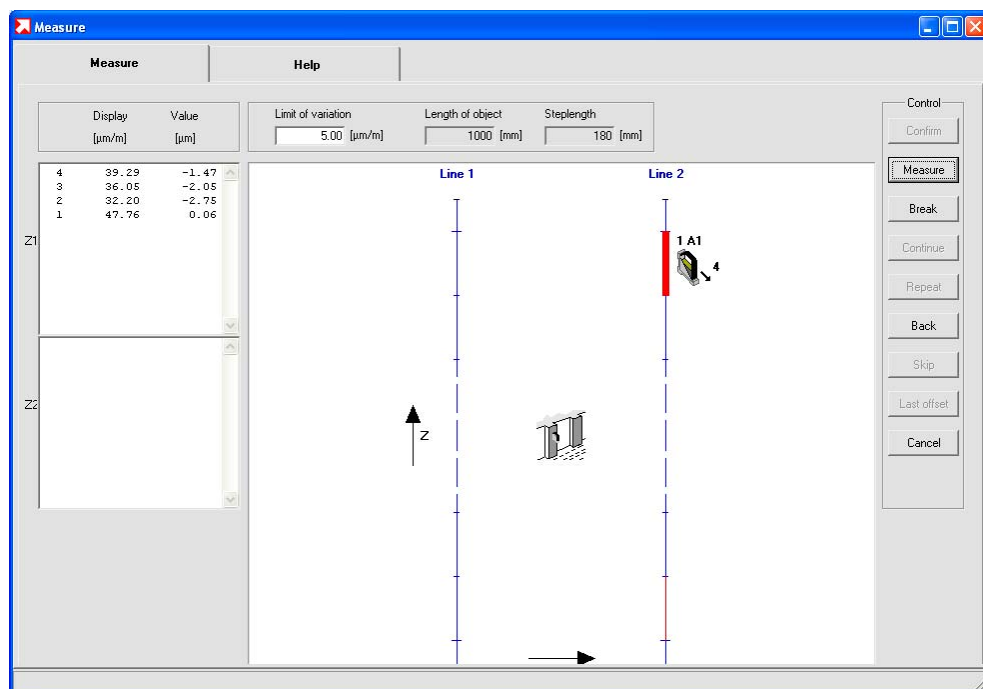 Measure
Measure Help
Display Value
[µm/m] [µm]
Limit of variation Length of object Steplength
5.00 [µm/m] 1000 [mm] 180 [mm]
Control
Confirm
Measure
Break
Continue
Repeat
Back
Skip
Last offset
Cancel
Z1
4 39.29 -1.47
3 36.05 -2.05
2 32.20 -2.75
1 47.76 0.06
Z2
Line 1 Line 2
1 A1
4
Z